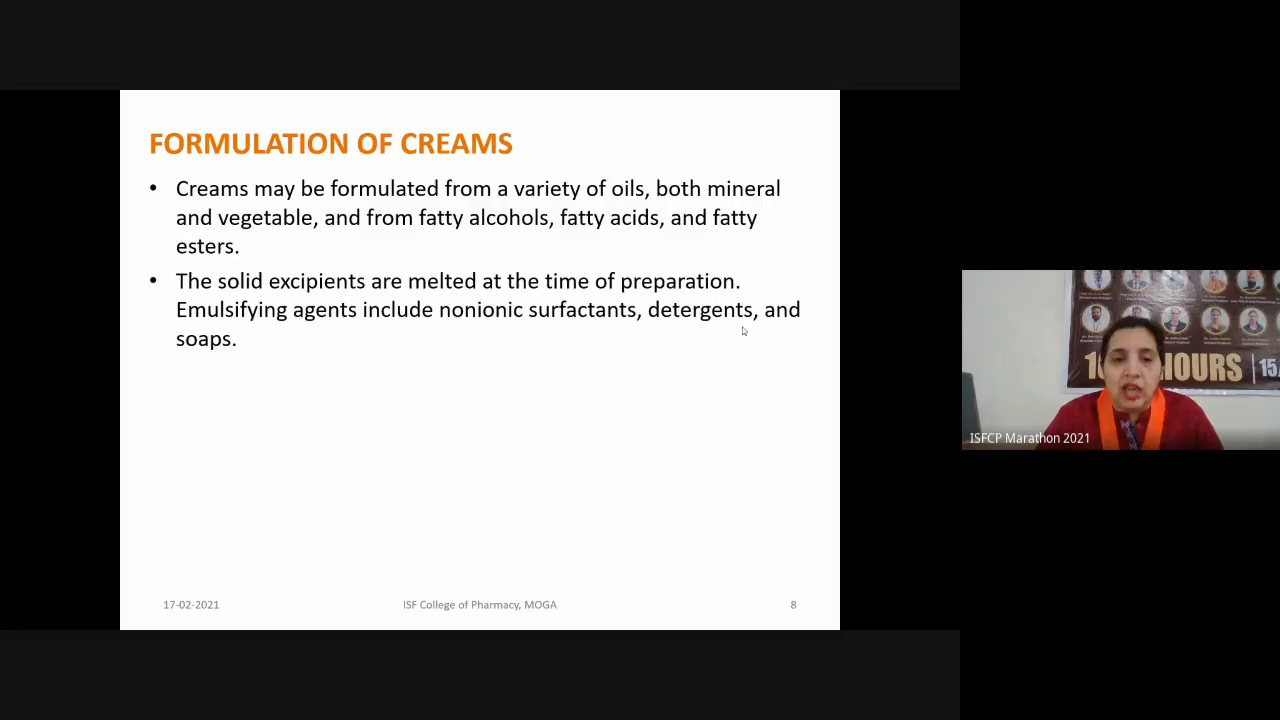 FORMULATION OF CREAMS
• Creams may be formulated from a variety of oils, both mineral
and vegetable, and from fatty alcohols, fatty acids, and fatty
esters.
• The solid excipients are melted at the time of preparation.
Emulsifying agents include nonionic surfactants, detergents, and
soaps.
17-02-2021
ISF College of Pharmacy, MOGA
8
HOURS
15
ISFCP Marathon 2021